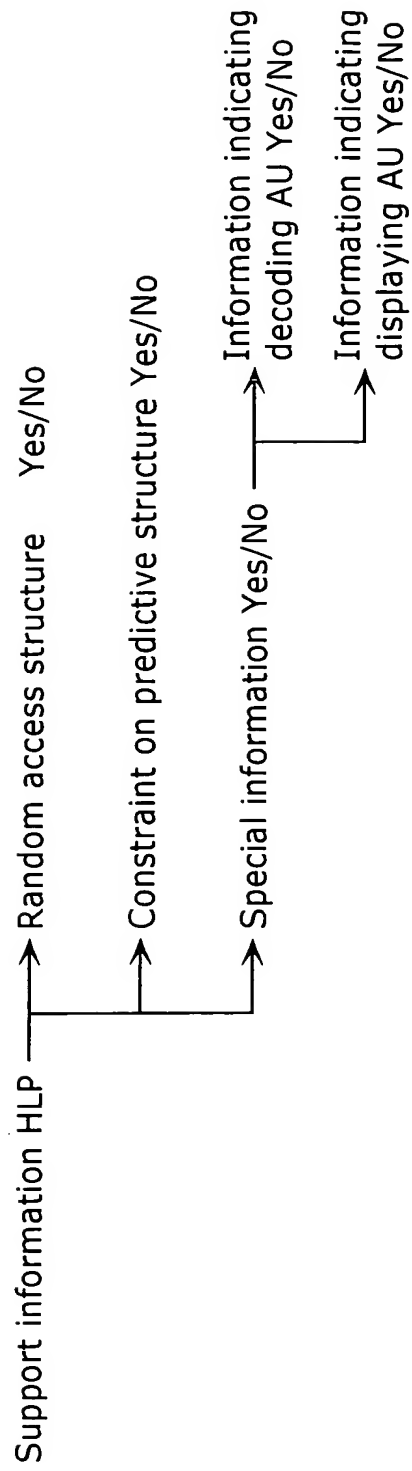 Support information HLP
Random access structure Yes/No
Constraint on predictive structure Yes/No
Special information Yes/No
Information indicating
decoding AU Yes/No
Information indicating
displaying AU Yes/No